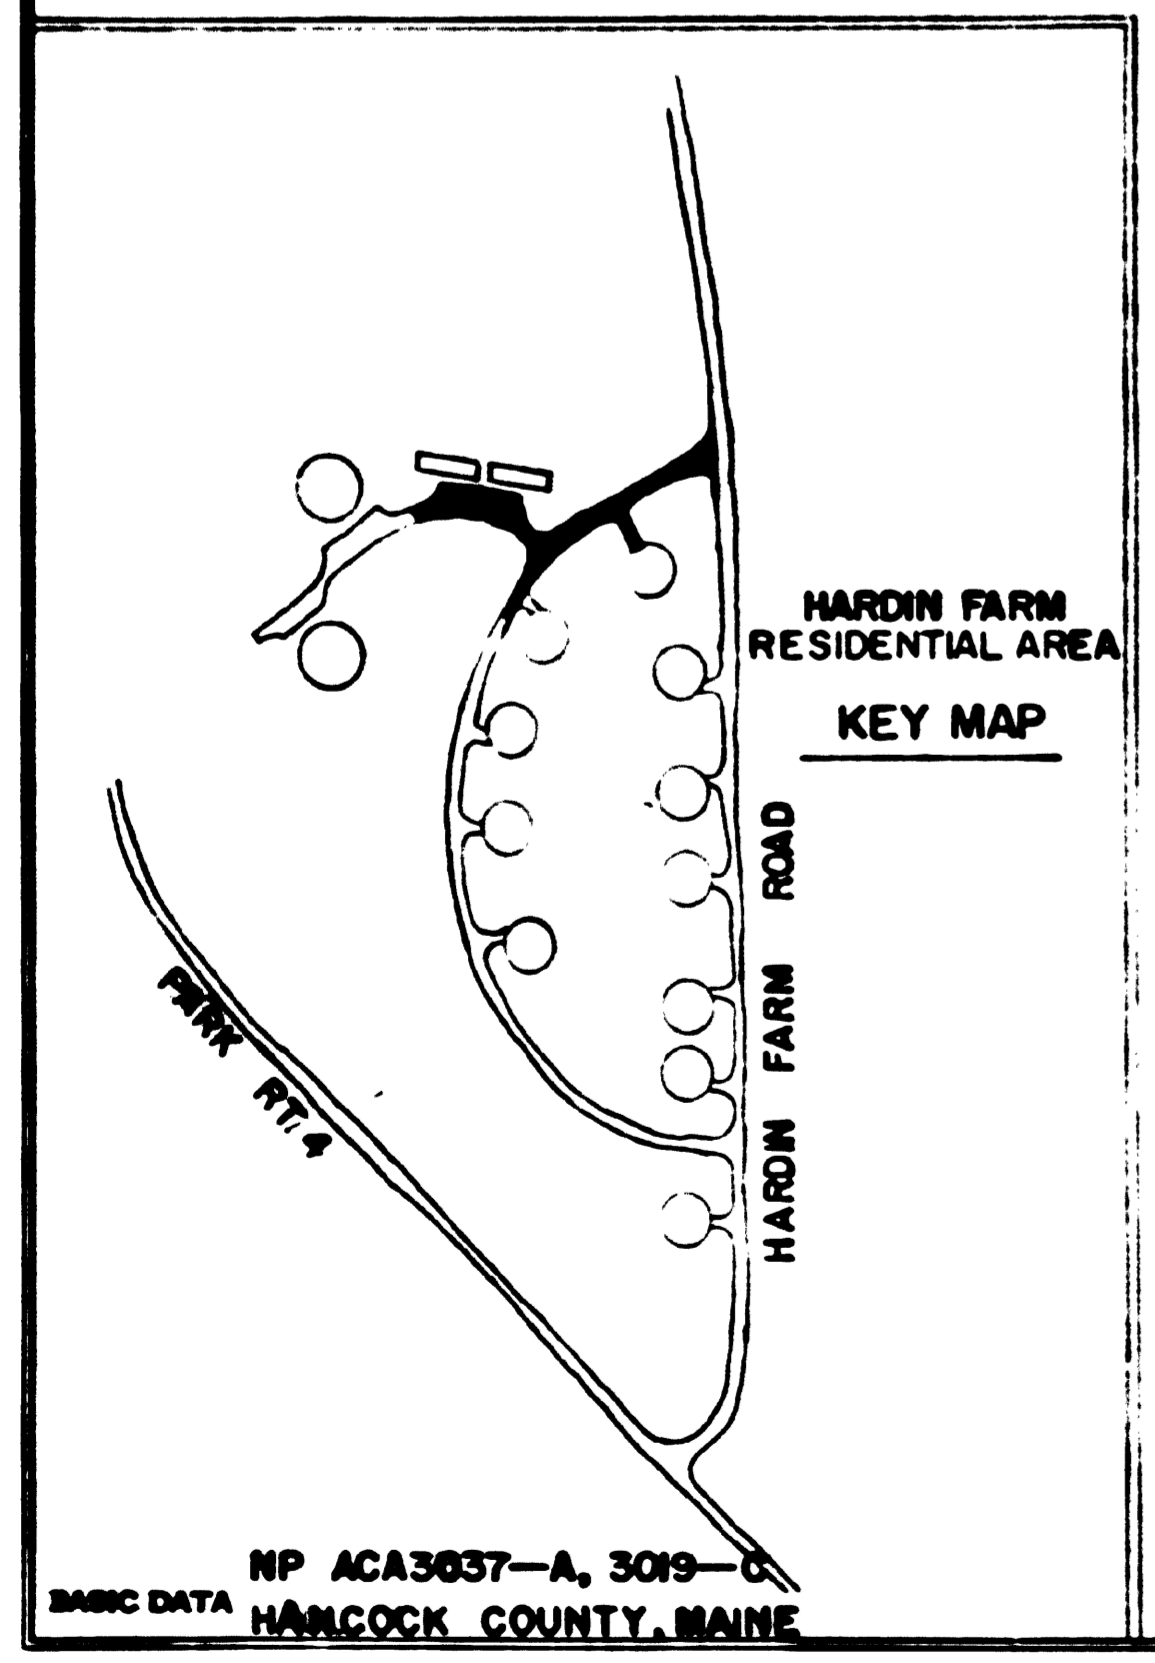 HARDIN FARM
RESIDENTIAL AREA
KEY MAP
HARDIN FARM ROAD
PARK RT. 4
NP ACA3037—A, 3019—C
BASIC DATA
HANCOCK COUNTY, MAINE